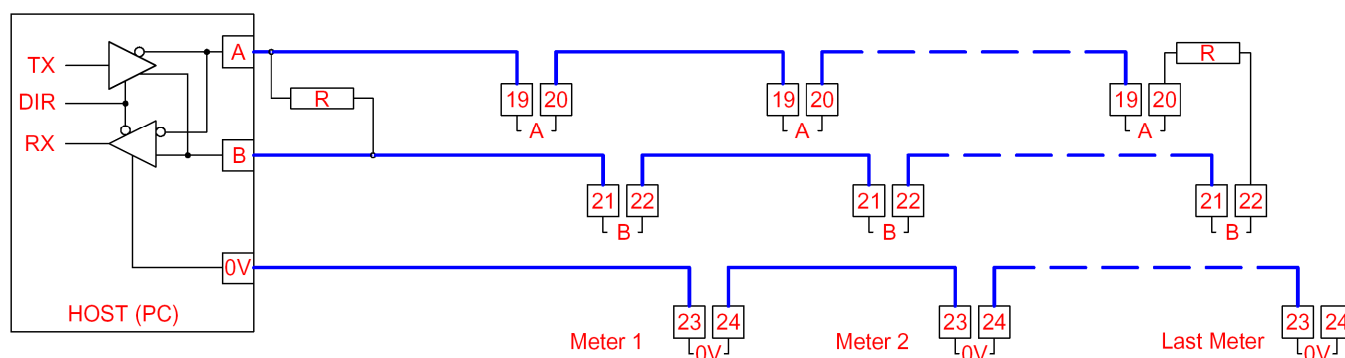 A
TX
R
19 20
19 20
19 20
R
DIR
A
A
A
RX
B
21 22
21 22
21 22
B
B
B
0V
HOST (PC)
Meter 1
23 24
0V
Meter 2
23 24
0V
Last Meter
23 24
0V